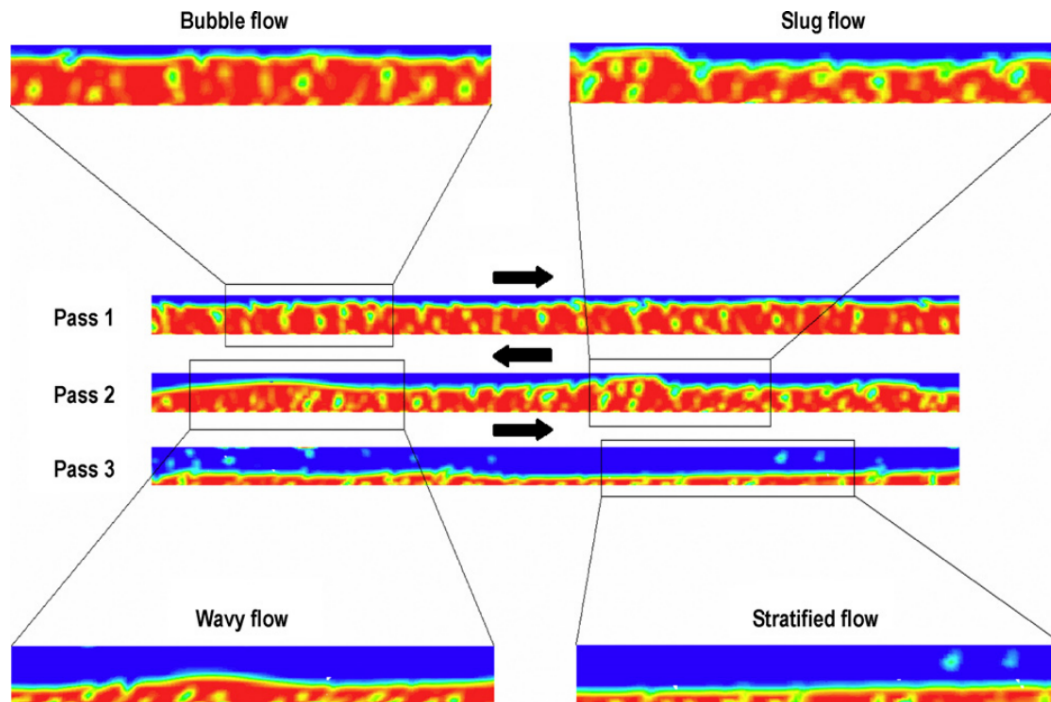 Bubble flow
Slug flow
Pass 1
Pass 2
Pass 3
Wavy flow
Stratified flow